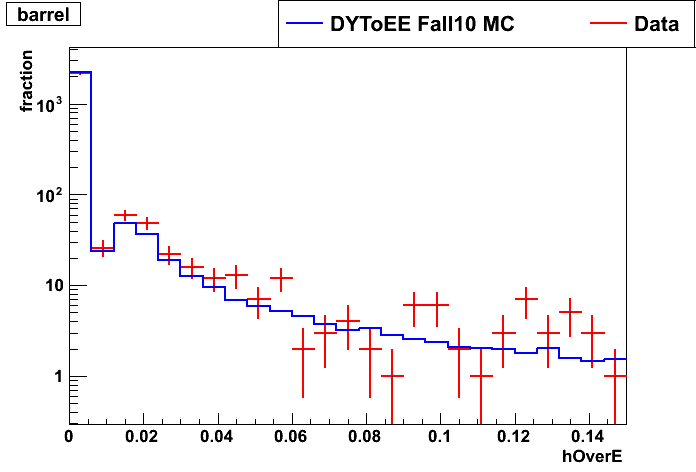 barrel
DYToEE Fall10 MC
Data
fraction
10³
10²
10
1
0 0.02 0.04 0.06 0.08 0.1 0.12 0.14
hOverE